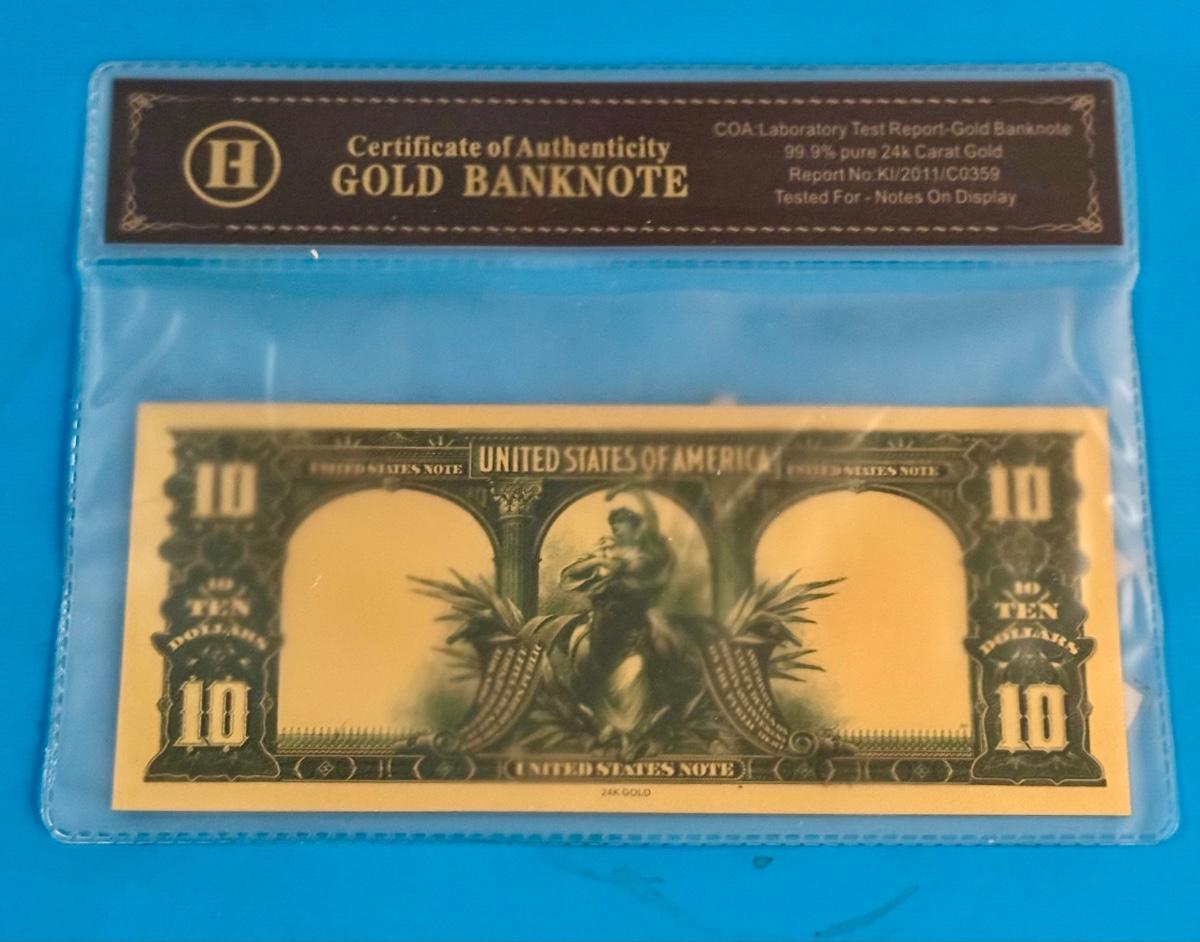 H
Certificate of Authenticity
GOLD BANKNOTE
COA:Laboratory Test Report-Gold Banknote
99.9% pure 24k Carat Gold
Report No:KI/2011/C0359
Tested For - Notes On Display
10
UNITED STATES NOTE
UNITED STATES OF AMERICA
UNITED STATES NOTE
10
10
TEN
DOLLARS
10
10
TEN
DOLLARS
10
UNITED STATES NOTE
24K GOLD